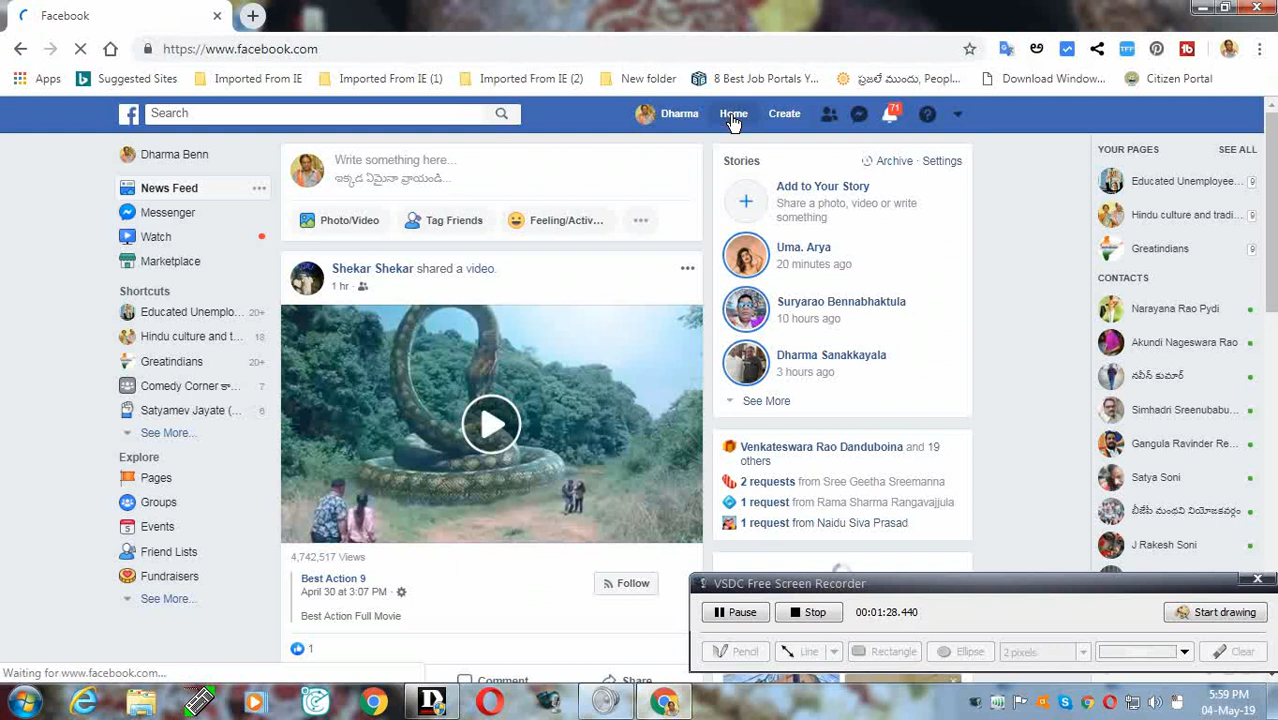 Facebook
https://www.facebook.com
Apps
Suggested Sites
Imported From IE
Imported From IE (1)
Imported From IE (2)
New folder
8 Best Job Portals Y...
ప్రజలే ముందు, Peopl...
Download Window...
Citizen Portal
Search
Dharma
Home
Create
71
Dharma Benn
News Feed
Messenger
Watch
Marketplace
Shortcuts
Educated Unemplo... 20+
Hindu culture and t... 18
Greatindians 20+
Comedy Corner కా... 7
Satyamev Jayate (... 6
See More...
Explore
Pages
Groups
Events
Friend Lists
Fundraisers
See More...
Write something here...
ఇక్కడ ఏమైనా వ్రాయండి...
Photo/Video
Tag Friends
Feeling/Activ...
Shekar Shekar shared a video.
1 hr
4,742,517 Views
Best Action 9
April 30 at 3:07 PM
Best Action Full Movie
Follow
1
Comment
Share
Stories
Archive · Settings
Add to Your Story
Share a photo, video or write
something
Uma. Arya
20 minutes ago
Suryarao Bennabhaktula
10 hours ago
Dharma Sanakkayala
3 hours ago
See More
Venkateswara Rao Danduboina and 19
others
2 requests from Sree Geetha Sreemanna
1 request from Rama Sharma Rangavajjula
1 request from Naidu Siva Prasad
YOUR PAGES
SEE ALL
Educated Unemployee... 9
Hindu culture and tradi... 9
Greatindians 9
CONTACTS
Narayana Rao Pydi
Akundi Nageswara Rao
నవీన్ కుమార్
Simhadri Sreenubabu...
Gangula Ravinder Re...
Satya Soni
J Rakesh Soni
VSDC Free Screen Recorder
Pause
Stop
00:01:28.440
Start drawing
Pencil
Line
Rectangle
Ellipse
2 pixels
Clear
Waiting for www.facebook.com...
5:59 PM
04-May-19